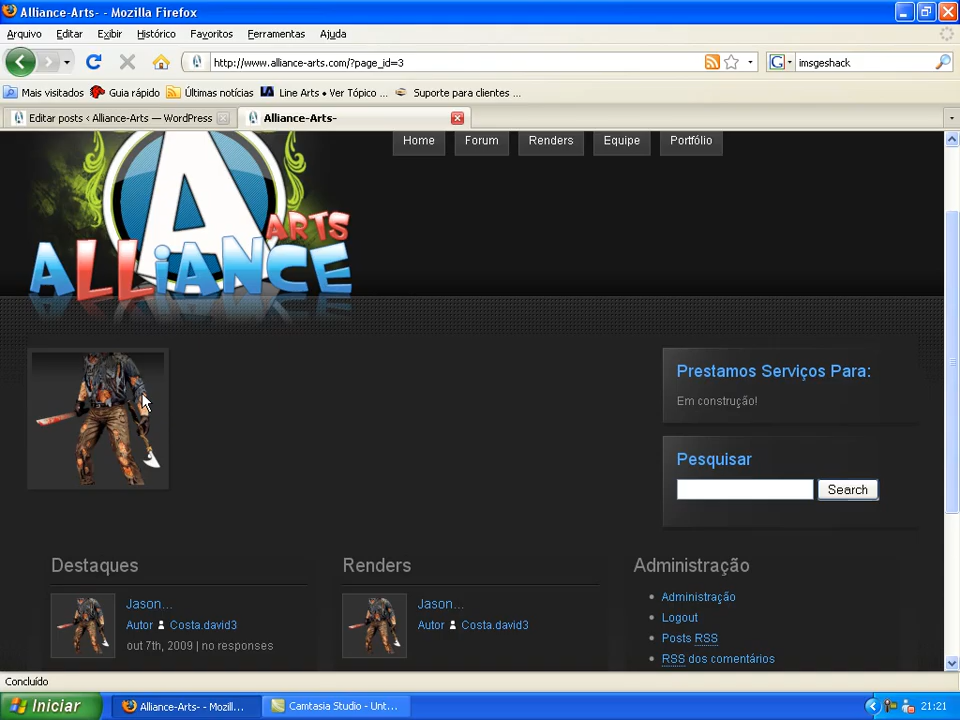 Alliance-Arts- - Mozilla Firefox
Arquivo Editar Exibir Histórico Favoritos Ferramentas Ajuda
http://www.alliance-arts.com/?page_id=3
imsgeshack
Mais visitados Guia rápido Últimas notícias Line Arts • Ver Tópico ... Suporte para clientes ...
Editar posts ‹ Alliance-Arts — WordPress Alliance-Arts-
Home Forum Renders Equipe Portfólio
A
ARTS
ALLiANCE
Prestamos Serviços Para:
Em construção!
Pesquisar
Search
Destaques Renders Administração
Jason... Jason... Administração
Autor Costa.david3 Autor Costa.david3 Logout
out 7th, 2009 | no responses Posts RSS
RSS dos comentários
Concluído
Iniciar Alliance-Arts- - Mozill... Camtasia Studio - Unt... 21:21